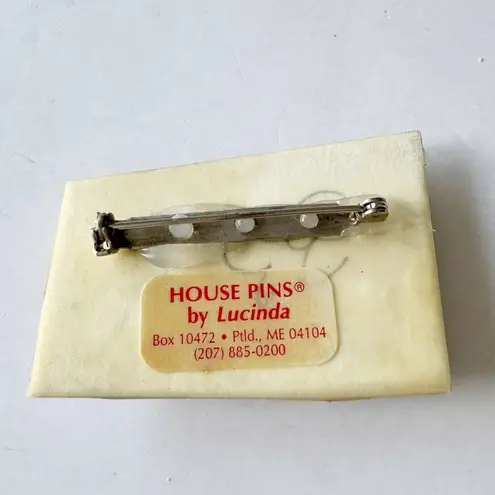 HOUSE PINS®
by Lucinda
Box 10472 • Ptld., ME 04104
(207) 885-0200